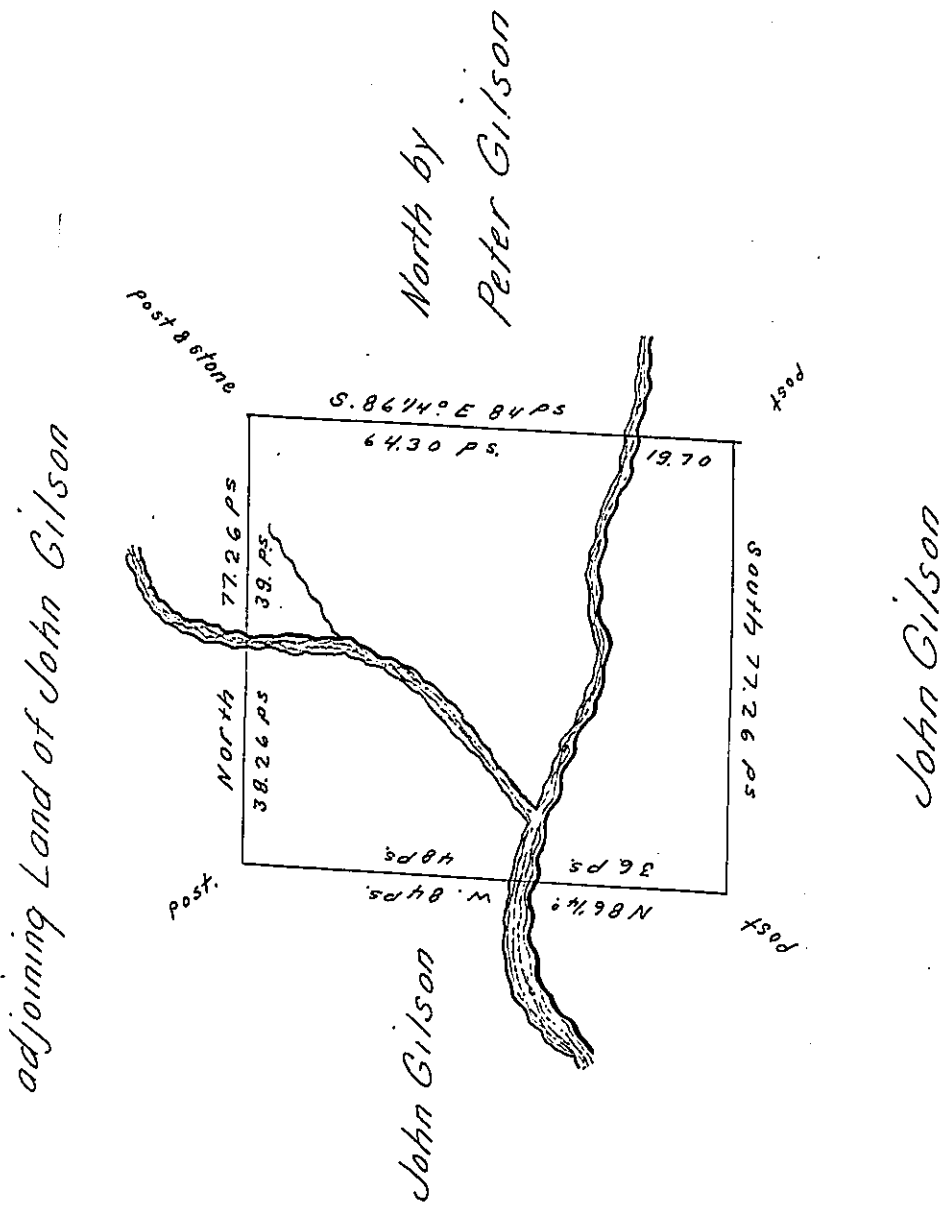 adjoining Land of John Gilson
North by
Peter Gilson
John Gilson
John Gilson
post & stone
post
post
post.
S. 86 1/4° E 84 ps
64.30 ps.
19.70
South 77.26 ps
N 86 1/4° W. 84 ps.
36 ps
48 ps.
North 77.26 ps
38.26 ps
39. ps.